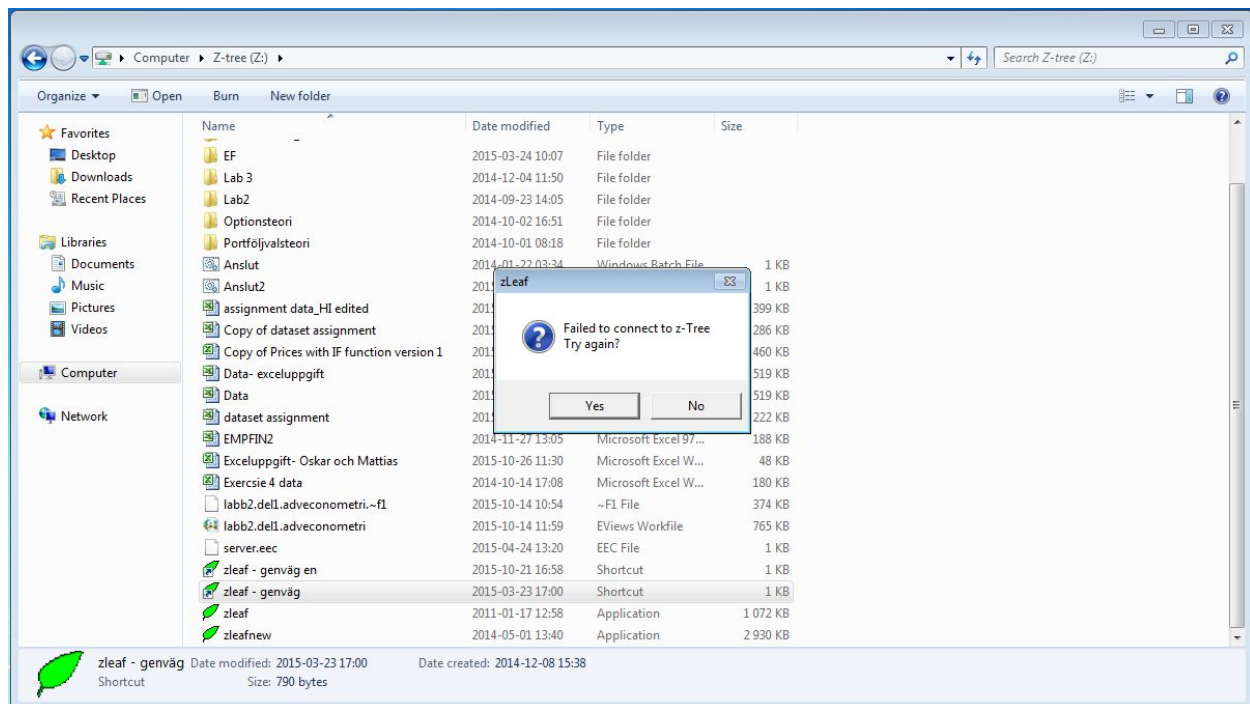 Computer ▸ Z-tree (Z:) ▸
Search Z-tree (Z:)
Organize ▾ Open Burn New folder
Favorites
Desktop
Downloads
Recent Places
Libraries
Documents
Music
Pictures
Videos
Computer
Network
Name Date modified Type Size
EF 2015-03-24 10:07 File folder
Lab 3 2014-12-04 11:50 File folder
Lab2 2014-09-23 14:05 File folder
Optionsteori 2014-10-02 16:51 File folder
Portföljvalsteori 2014-10-01 08:18 File folder
Anslut 2014-01-22 03:34 Windows Batch File 1 KB
Anslut2 201 1 KB
assignment data_HI edited 201 399 KB
Copy of dataset assignment 201 286 KB
Copy of Prices with IF function version 1 201 460 KB
Data- exceluppgift 201 519 KB
Data 201 519 KB
dataset assignment 201 222 KB
EMPFIN2 2014-11-27 13:05 Microsoft Excel 97... 188 KB
Exceluppgift- Oskar och Mattias 2015-10-26 11:30 Microsoft Excel W... 48 KB
Exercsie 4 data 2014-10-14 17:08 Microsoft Excel W... 180 KB
labb2.del1.adveconometri.~f1 2015-10-14 10:54 ~F1 File 374 KB
labb2.del1.adveconometri 2015-10-14 11:59 EViews Workfile 765 KB
server.eec 2015-04-24 13:20 EEC File 1 KB
zleaf - genväg en 2015-10-21 16:58 Shortcut 1 KB
zleaf - genväg 2015-03-23 17:00 Shortcut 1 KB
zleaf 2011-01-17 12:58 Application 1 072 KB
zleafnew 2014-05-01 13:40 Application 2 930 KB
zLeaf
Failed to connect to z-Tree
Try again?
Yes No
zleaf - genväg Date modified: 2015-03-23 17:00 Date created: 2014-12-08 15:38
Shortcut Size: 790 bytes